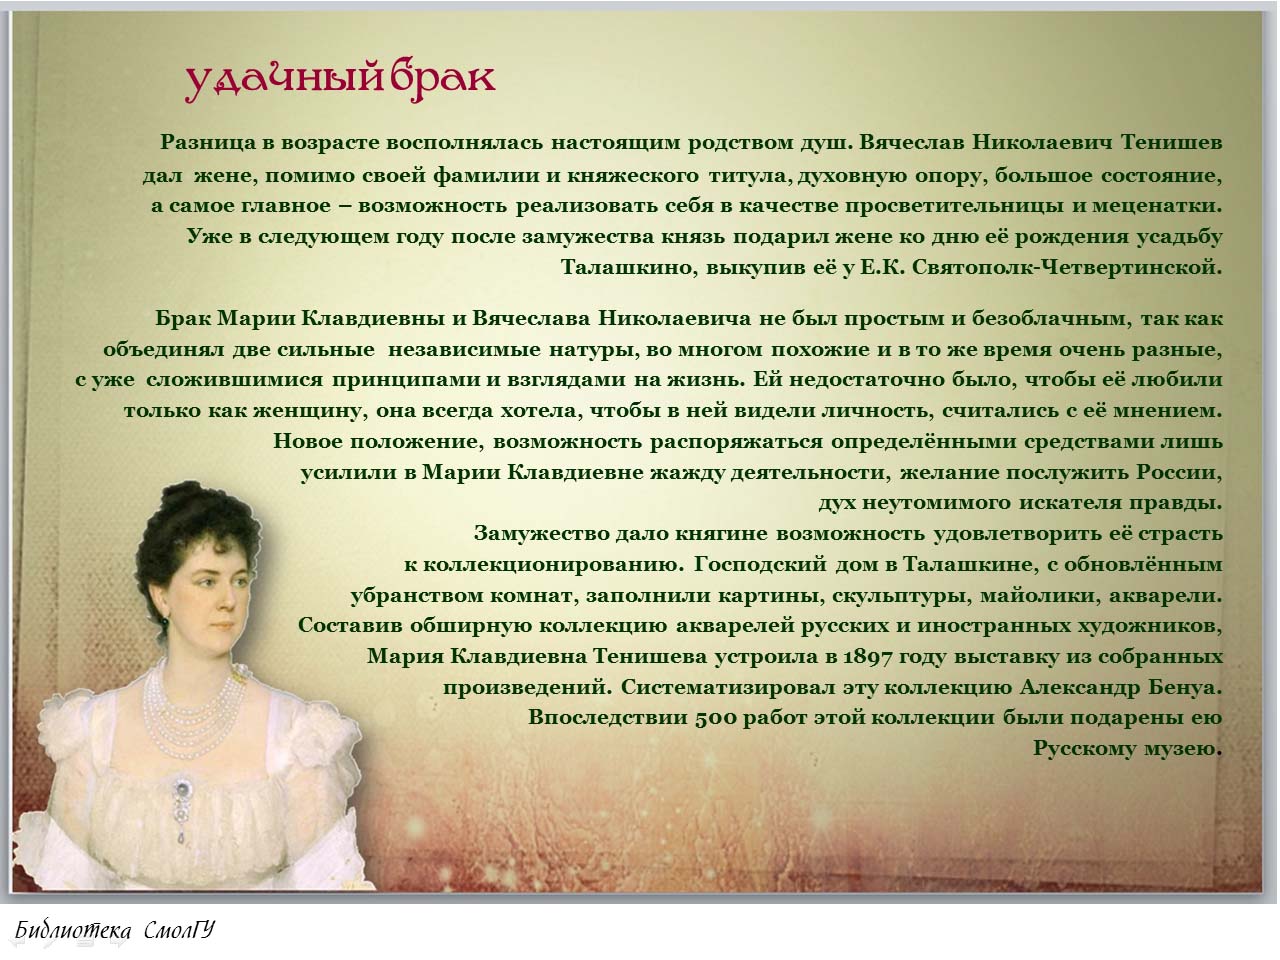 удачный брак
Разница в возрасте восполнялась настоящим родством душ. Вячеслав Николаевич Тенишев
дал жене, помимо своей фамилии и княжеского титула, духовную опору, большое состояние,
а самое главное – возможность реализовать себя в качестве просветительницы и меценатки.
Уже в следующем году после замужества князь подарил жене ко дню её рождения усадьбу
Талашкино, выкупив её у Е.К. Святополк-Четвертинской.
Брак Марии Клавдиевны и Вячеслава Николаевича не был простым и безоблачным, так как
объединял две сильные независимые натуры, во многом похожие и в то же время очень разные,
с уже сложившимися принципами и взглядами на жизнь. Ей недостаточно было, чтобы её любили
только как женщину, она всегда хотела, чтобы в ней видели личность, считались с её мнением.
Новое положение, возможность распоряжаться определёнными средствами лишь
усилили в Марии Клавдиевне жажду деятельности, желание послужить России,
дух неутомимого искателя правды.
Замужество дало княгине возможность удовлетворить её страсть
к коллекционированию. Господский дом в Талашкине, с обновлённым
убранством комнат, заполнили картины, скульптуры, майолики, акварели.
Составив обширную коллекцию акварелей русских и иностранных художников,
Мария Клавдиевна Тенишева устроила в 1897 году выставку из собранных
произведений. Систематизировал эту коллекцию Александр Бенуа.
Впоследствии 500 работ этой коллекции были подарены ею
Русскому музею.
Библиотека СмолГУ